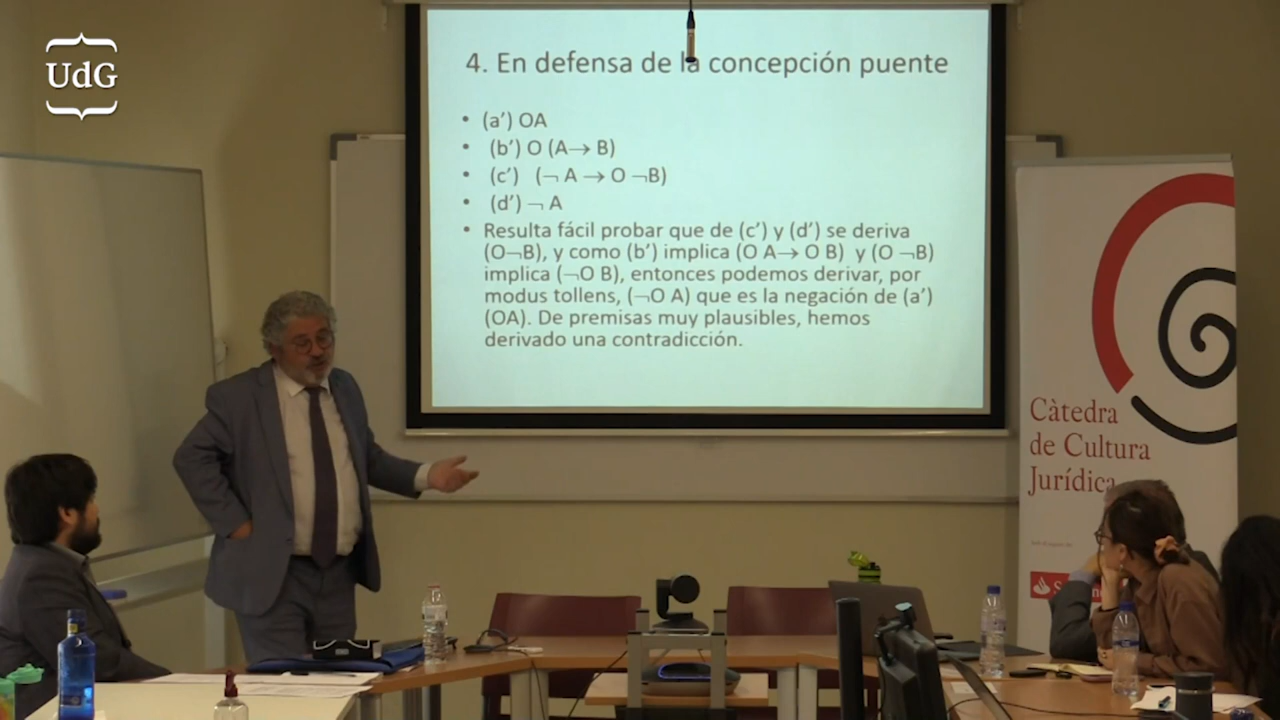 UdG
4. En defensa de la concepción puente
• (a’) OA
• (b’) O (A→ B)
• (c’) (¬ A → O ¬B)
• (d’) ¬ A
• Resulta fácil probar que de (c’) y (d’) se deriva
(O¬B), y como (b’) implica (O A→ O B) y (O ¬B)
implica (¬O B), entonces podemos derivar, por
modus tollens, (¬O A) que es la negación de (a’)
(OA). De premisas muy plausibles, hemos
derivado una contradicción.
Càtedra
de Cultura
Jurídica